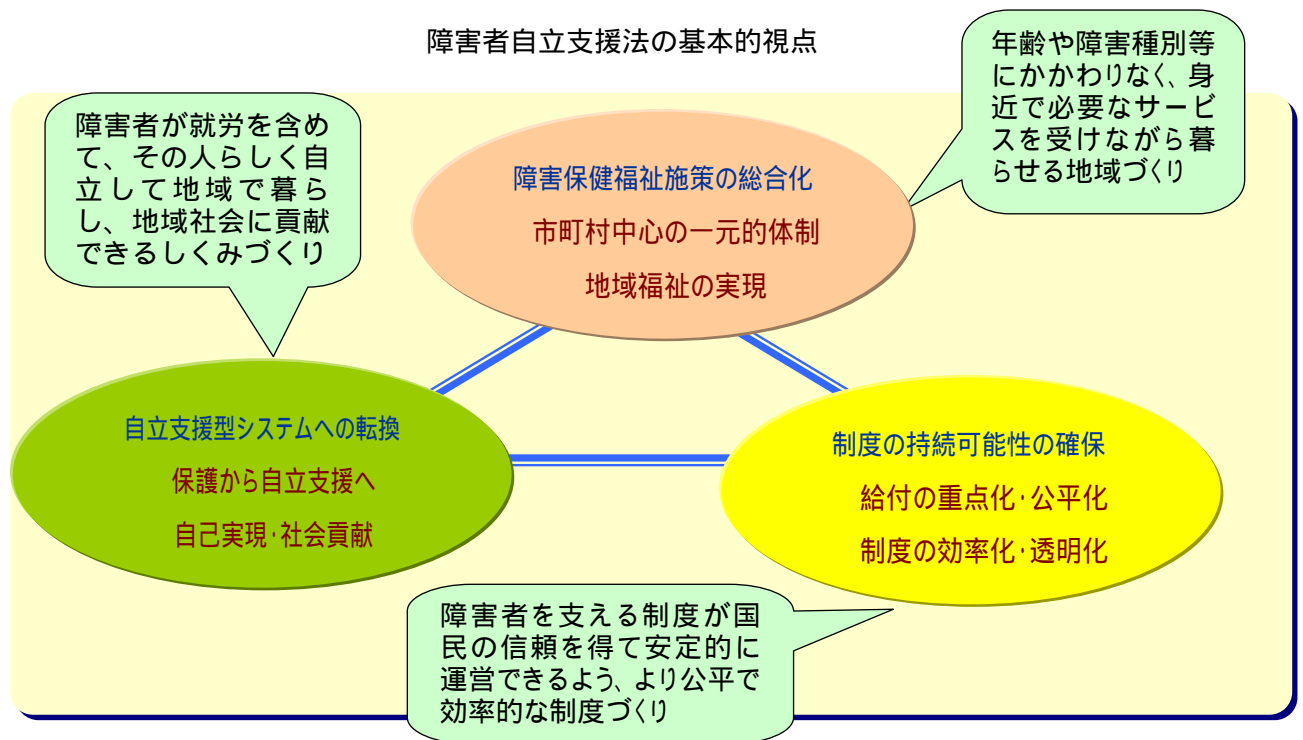 障害者自立支援法の基本的視点
年齢や障害種別等
にかかわりなく、身
近で必要なサービ
スを受けながら暮
らせる地域づくり
障害者が就労を含め
て、その人らしく自
立して地域で暮ら
し、地域社会に貢献
できるしくみづくり
障害保健福祉施策の総合化
市町村中心の一元的体制
地域福祉の実現
自立支援型システムへの転換
保護から自立支援へ
自己実現・社会貢献
制度の持続可能性の確保
給付の重点化・公平化
制度の効率化・透明化
障害者を支える制度が国
民の信頼を得て安定的に
運営できるよう、より公平で
効率的な制度づくり